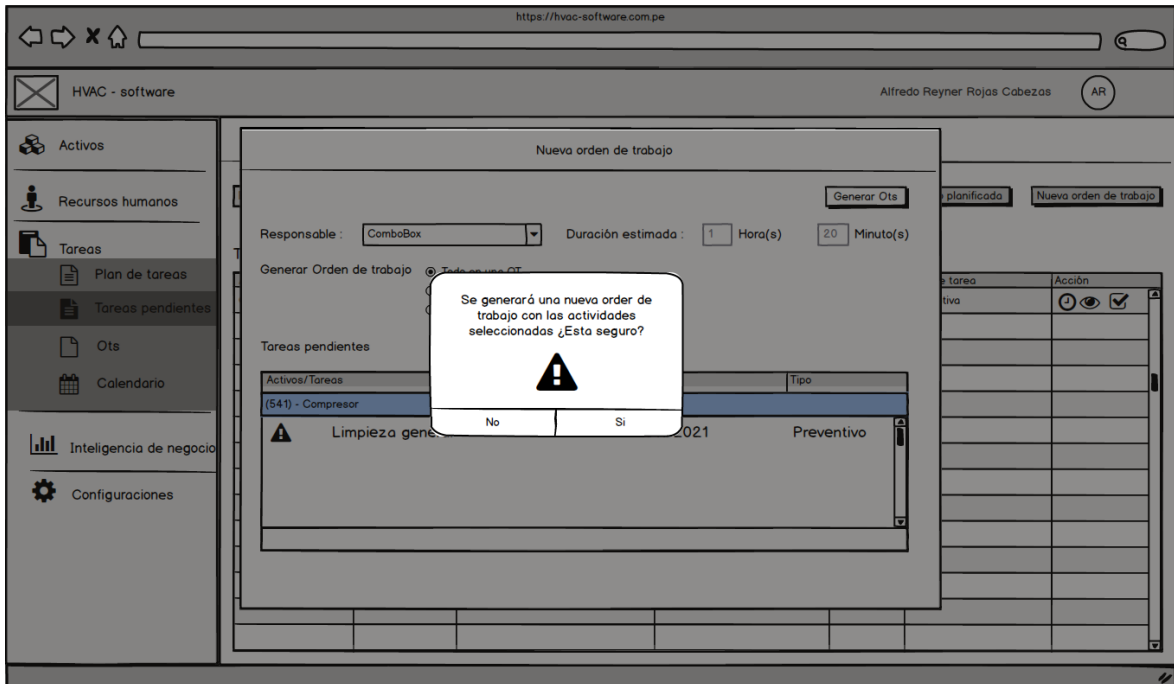 https://hvac-software.com.pe
HVAC - software
Alfredo Reyner Rojas Cabezas
AR
Activos
Recursos humanos
Tareas
Plan de tareas
Tareas pendientes
Ots
Calendario
Inteligencia de negocio
Configuraciones
planificada
Nueva orden de trabajo
tarea
Acción
Nueva orden de trabajo
Generar Ots
Responsable :
ComboBox
Duración estimada :
1
Hora(s)
20
Minuto(s)
Generar Orden de trabajo
Tareas pendientes
Activos/Tareas
Tipo
(541) - Compresor
Limpieza
2021
Preventivo
Se generará una nueva order de
trabajo con las actividades
seleccionadas ¿Esta seguro?
No
Si